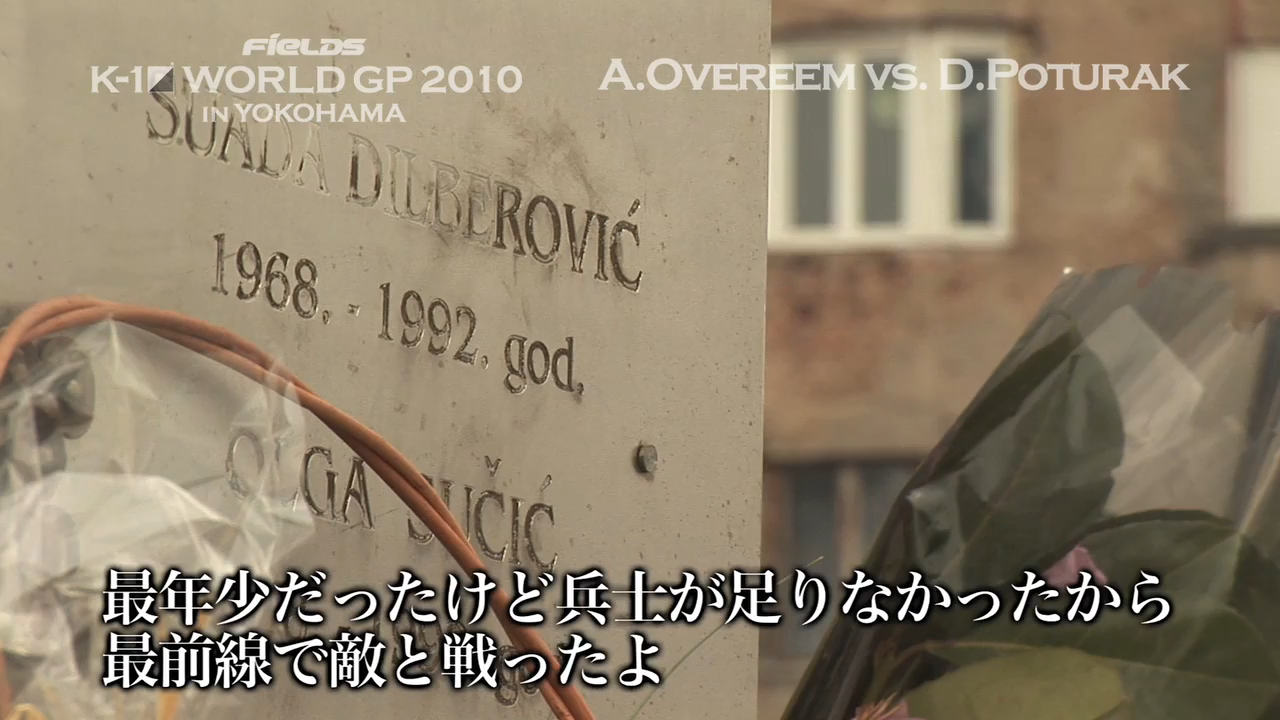 FIELDS
K-1 WORLD GP 2010
IN YOKOHAMA
A.OVEREEM VS. D.POTURAK
SUADA DILBEROVIĆ
1968. - 1992. god.
OLGA SUČIĆ
最年少だったけど兵士が足りなかったから
最前線で敵と戦ったよ